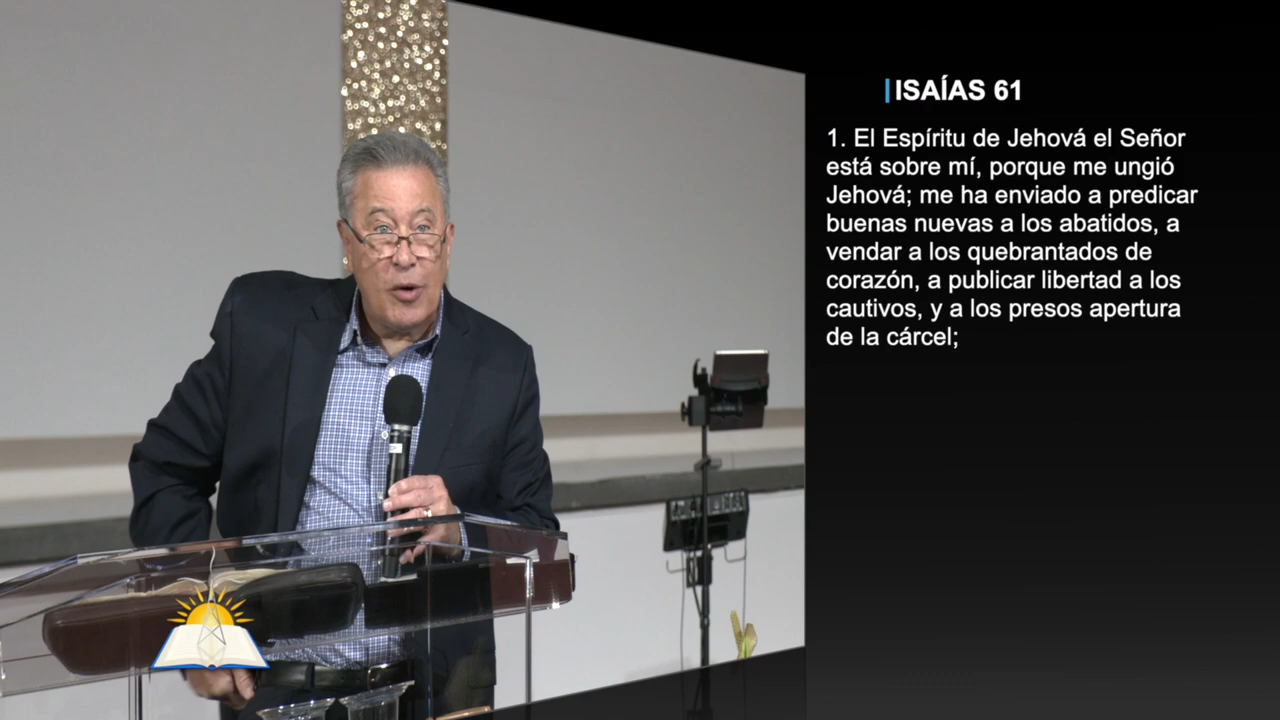 ISAÍAS 61
1. El Espíritu de Jehová el Señor
está sobre mí, porque me ungió
Jehová; me ha enviado a predicar
buenas nuevas a los abatidos, a
vendar a los quebrantados de
corazón, a publicar libertad a los
cautivos, y a los presos apertura
de la cárcel;